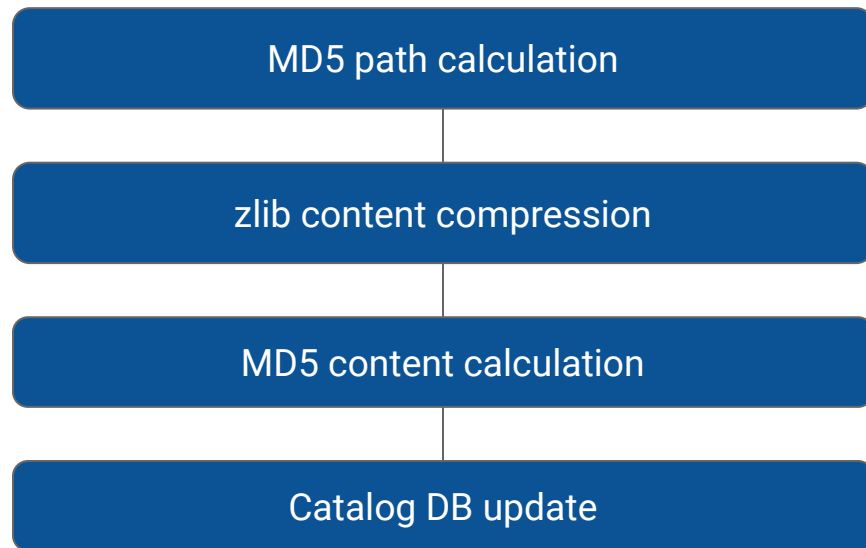 MD5 path calculation
zlib content compression
MD5 content calculation
Catalog DB update